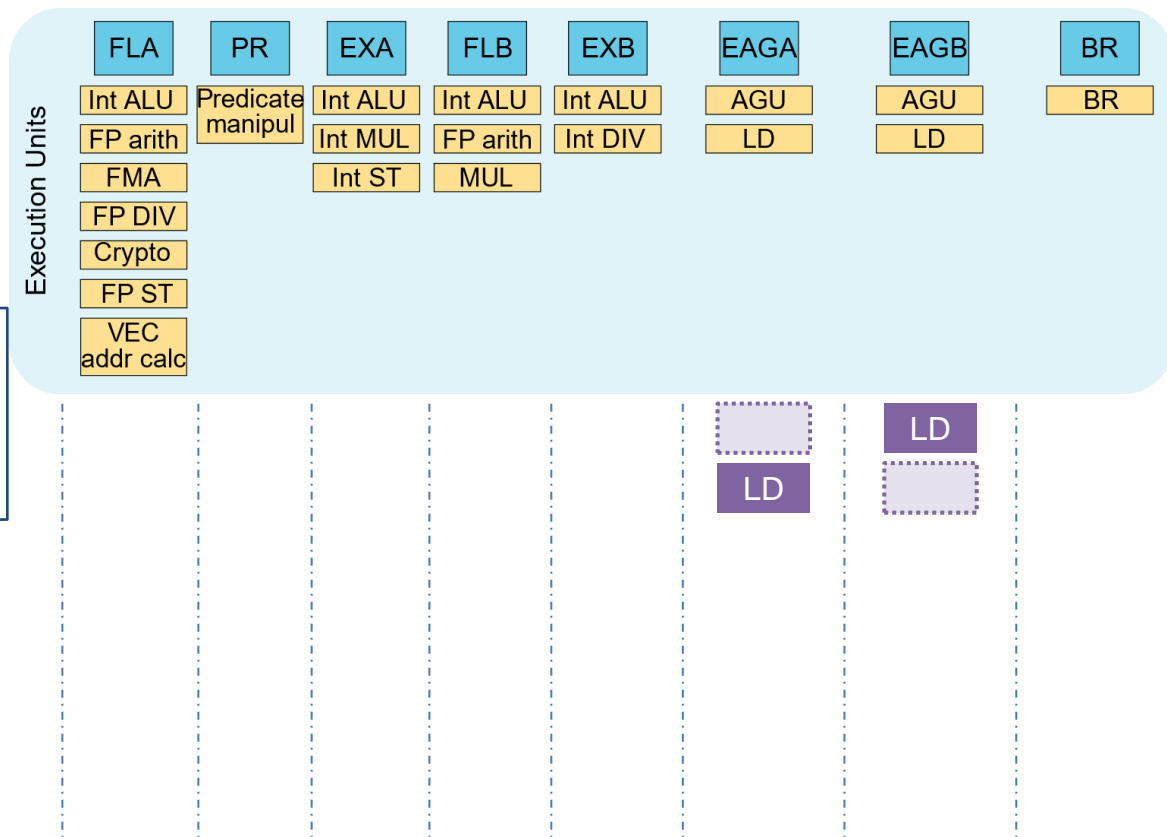 FLA PR EXA FLB EXB EAGA EAGB BR
Execution Units
Int ALU
FP arith
FMA
FP DIV
Crypto
FP ST
VEC
addr calc
Predicate
manipul
Int ALU
Int MUL
Int ST
Int ALU
FP arith
MUL
Int ALU
Int DIV
AGU
LD
AGU
LD
BR
LD
LD